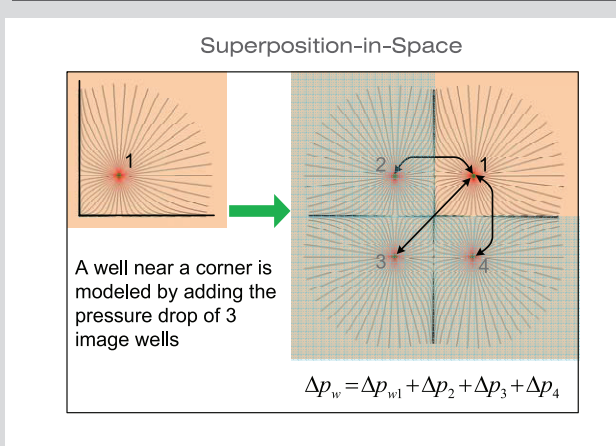 Superposition-in-Space
1
2 1
3 4
A well near a corner is
modeled by adding the
pressure drop of 3
image wells
Δp_w = Δp_w1 + Δp_2 + Δp_3 + Δp_4